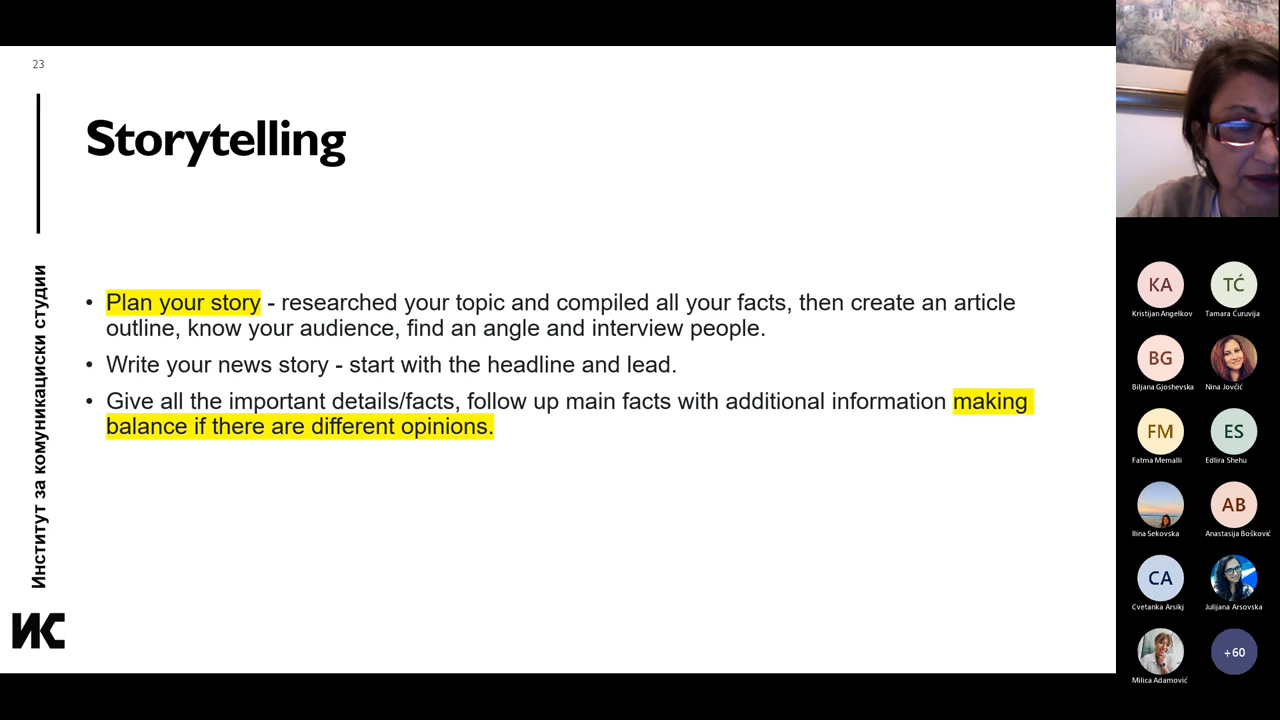 23
Storytelling
• Plan your story - researched your topic and compiled all your facts, then create an article
outline, know your audience, find an angle and interview people.
• Write your news story - start with the headline and lead.
• Give all the important details/facts, follow up main facts with additional information making
balance if there are different opinions.
Институт за комуникациски студии
ИС
KA
Kristijan Angelkov
TĆ
Tamara Ćuruvija
BG
Biljana Gjoshevska
Nina Jovčić
FM
Fatma Memalli
ES
Edlira Shehu
Ilina Sekovska
AB
Anastasija Bošković
CA
Cvetanka Arsikj
Julijana Arsovska
Milica Adamović
+60